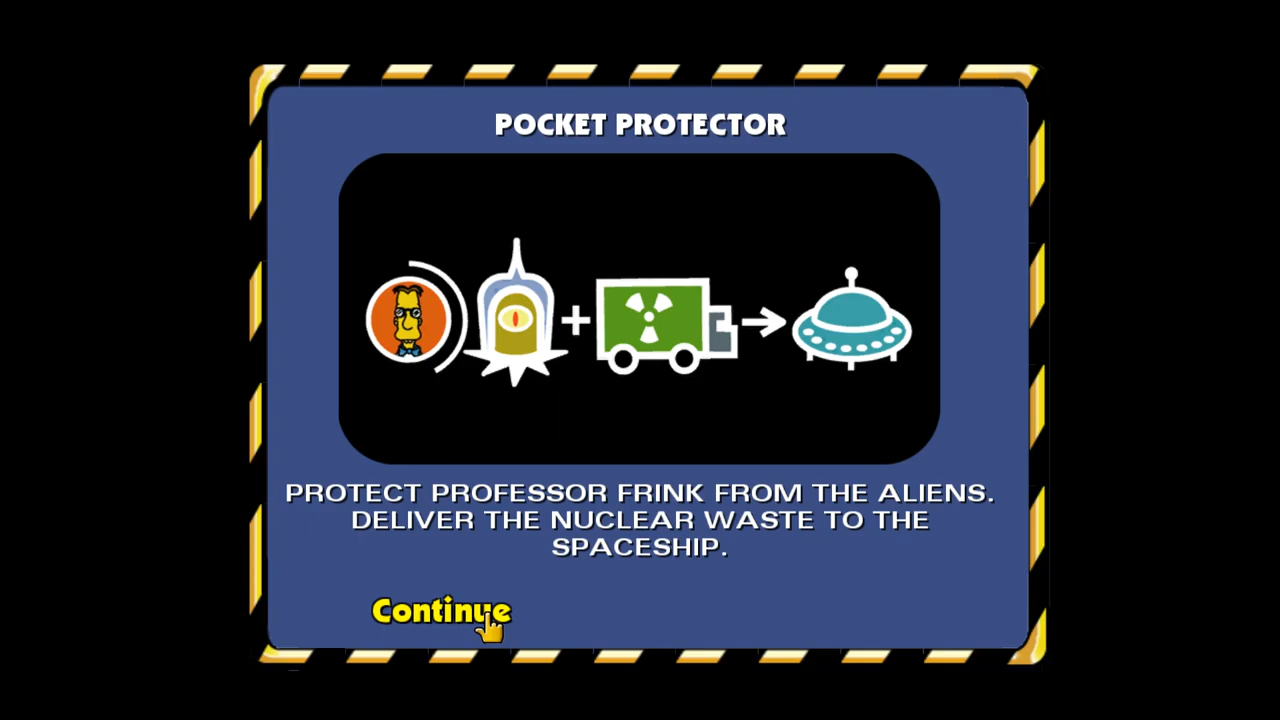 POCKET PROTECTOR
PROTECT PROFESSOR FRINK FROM THE ALIENS.
DELIVER THE NUCLEAR WASTE TO THE
SPACESHIP.
Continue